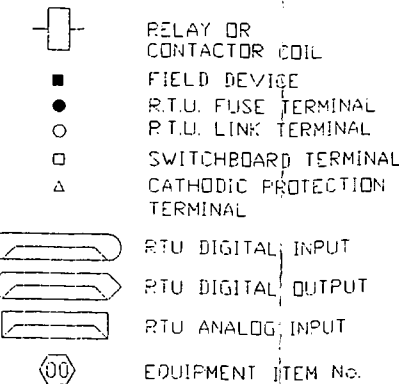 RELAY OR
CONTACTOR COIL
FIELD DEVICE
R.T.U. FUSE TERMINAL
R.T.U. LINK TERMINAL
SWITCHBOARD TERMINAL
CATHODIC PROTECTION
TERMINAL
RTU DIGITAL INPUT
RTU DIGITAL OUTPUT
RTU ANALOG INPUT
00 EQUIPMENT ITEM No.